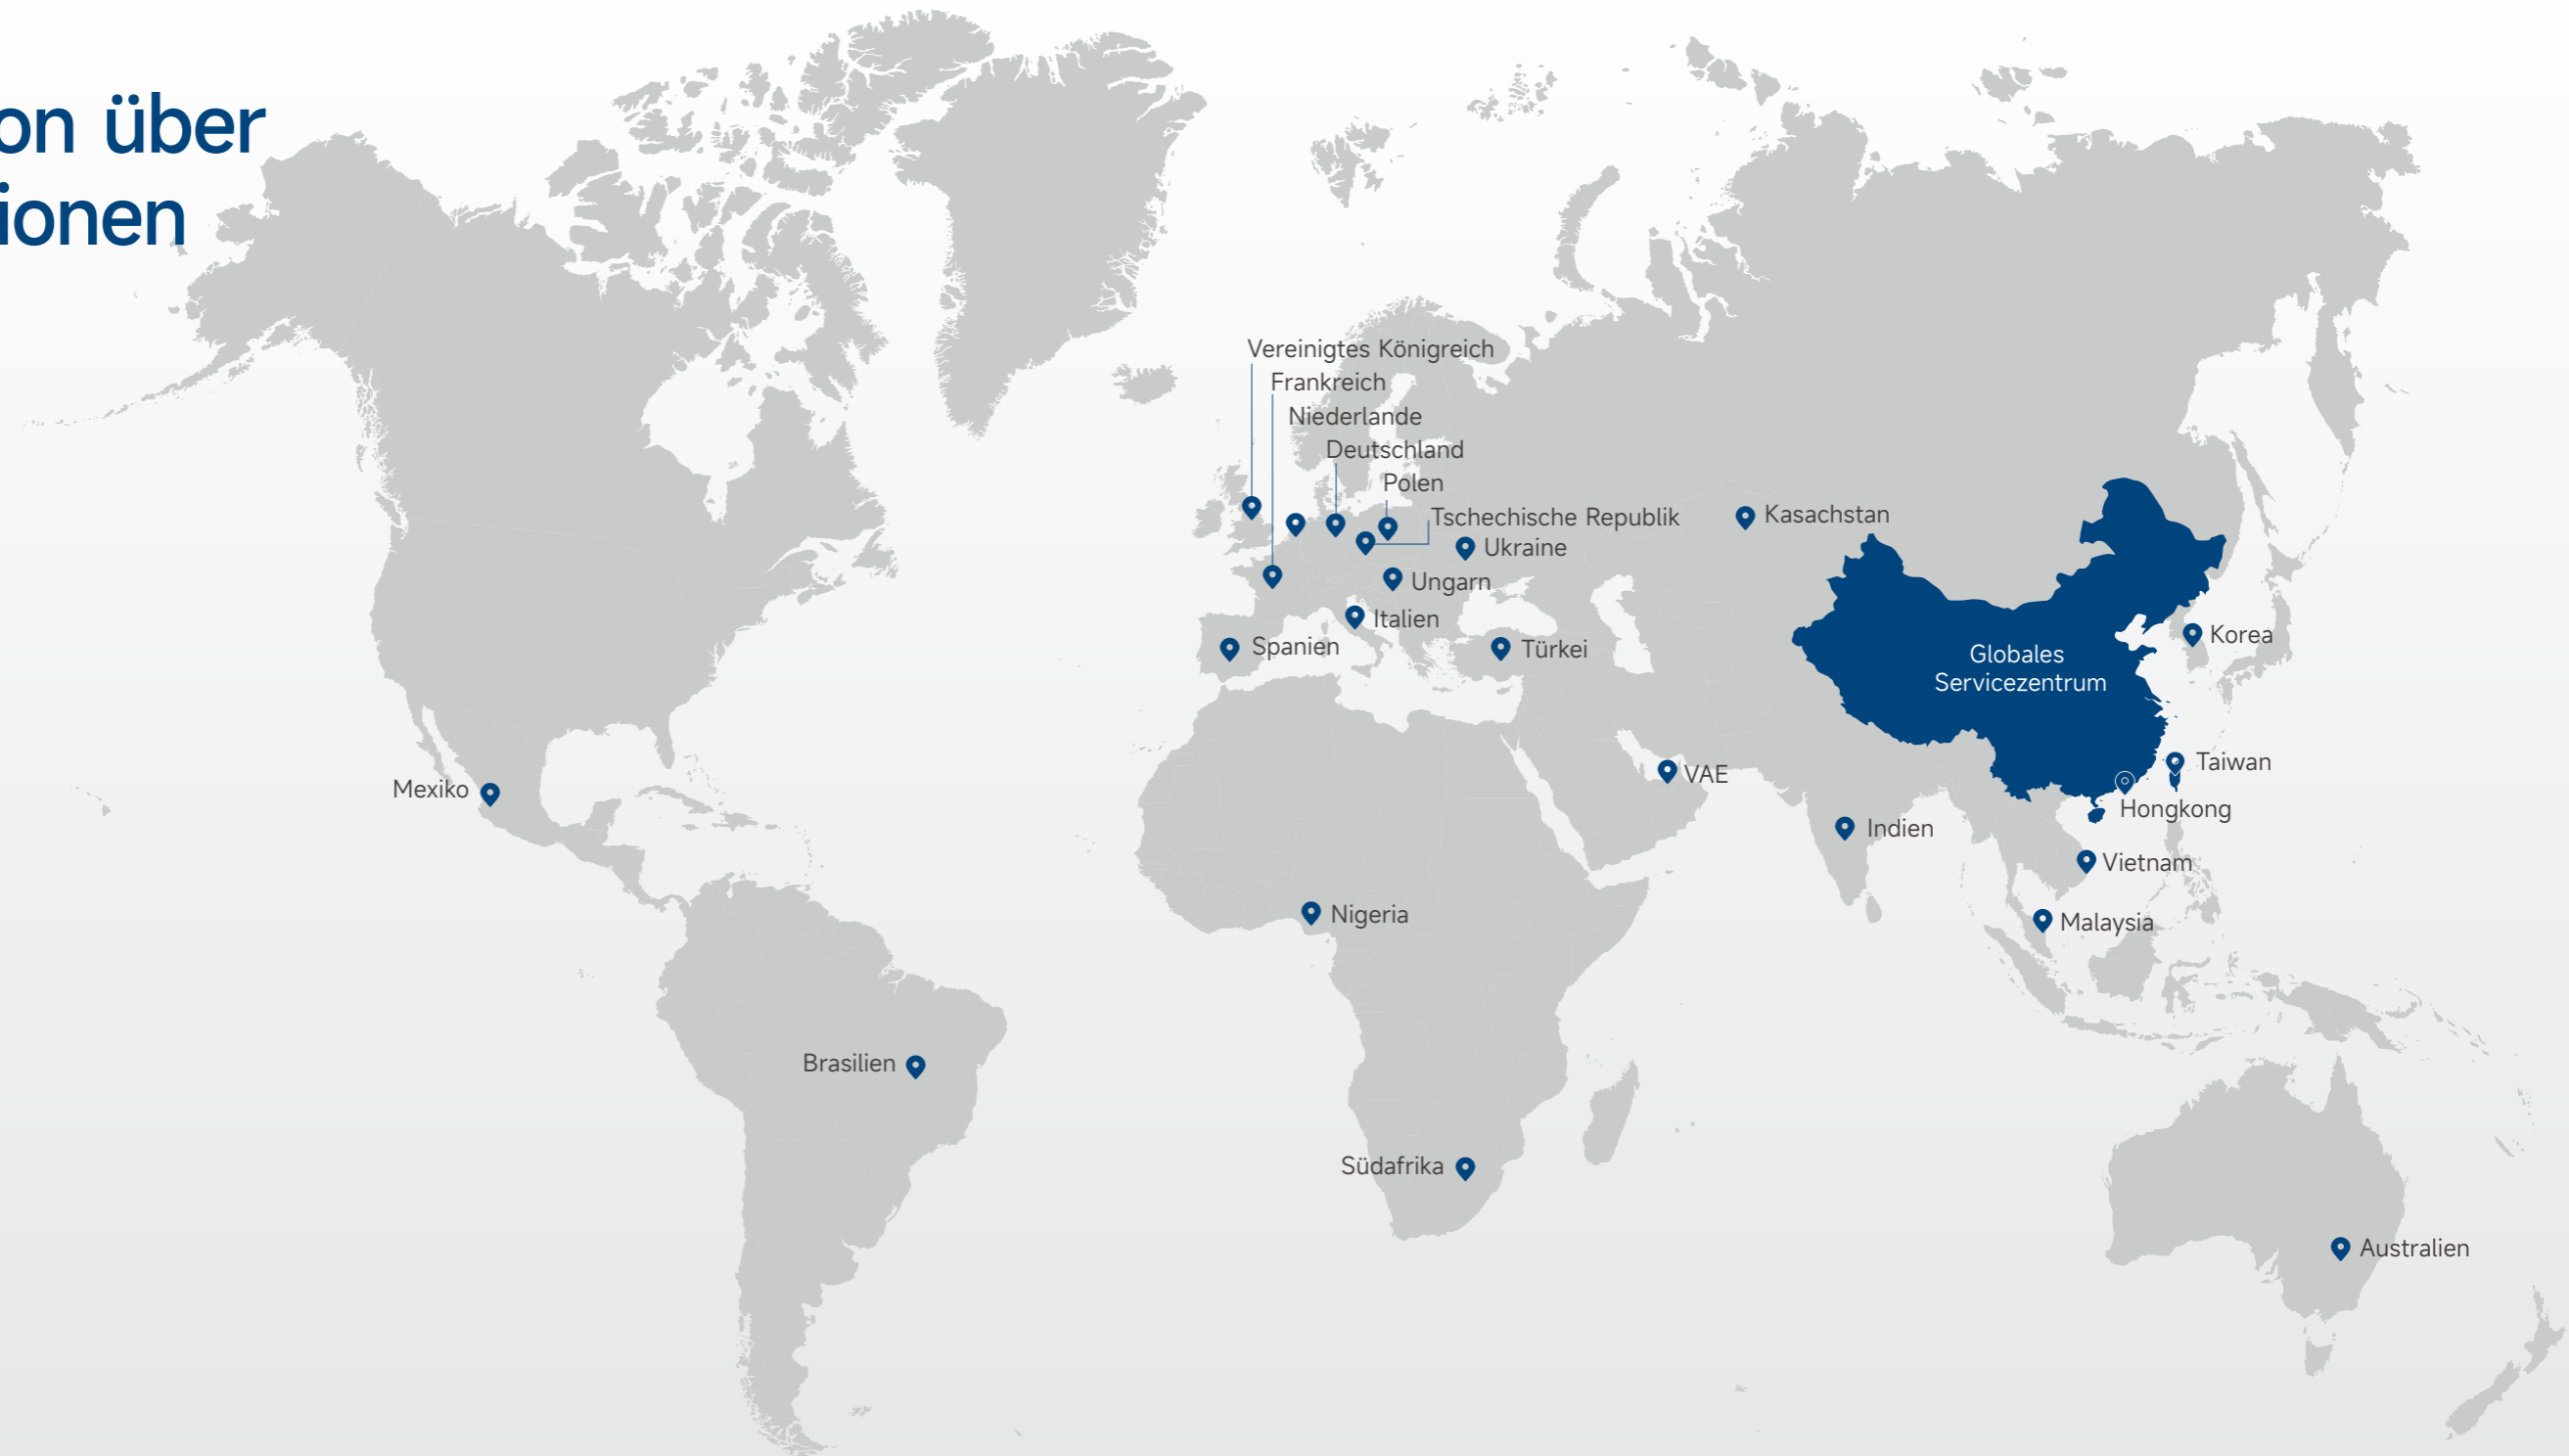 on über
ionen
Vereinigtes Königreich
Frankreich
Niederlande
Deutschland
Polen
Tschechische Republik
Kasachstan
Ukraine
Ungarn
Italien
Spanien
Türkei
Korea
Globales
Servicezentrum
Taiwan
VAE
Mexiko
Hongkong
Indien
Vietnam
Nigeria
Malaysia
Brasilien
Südafrika
Australien